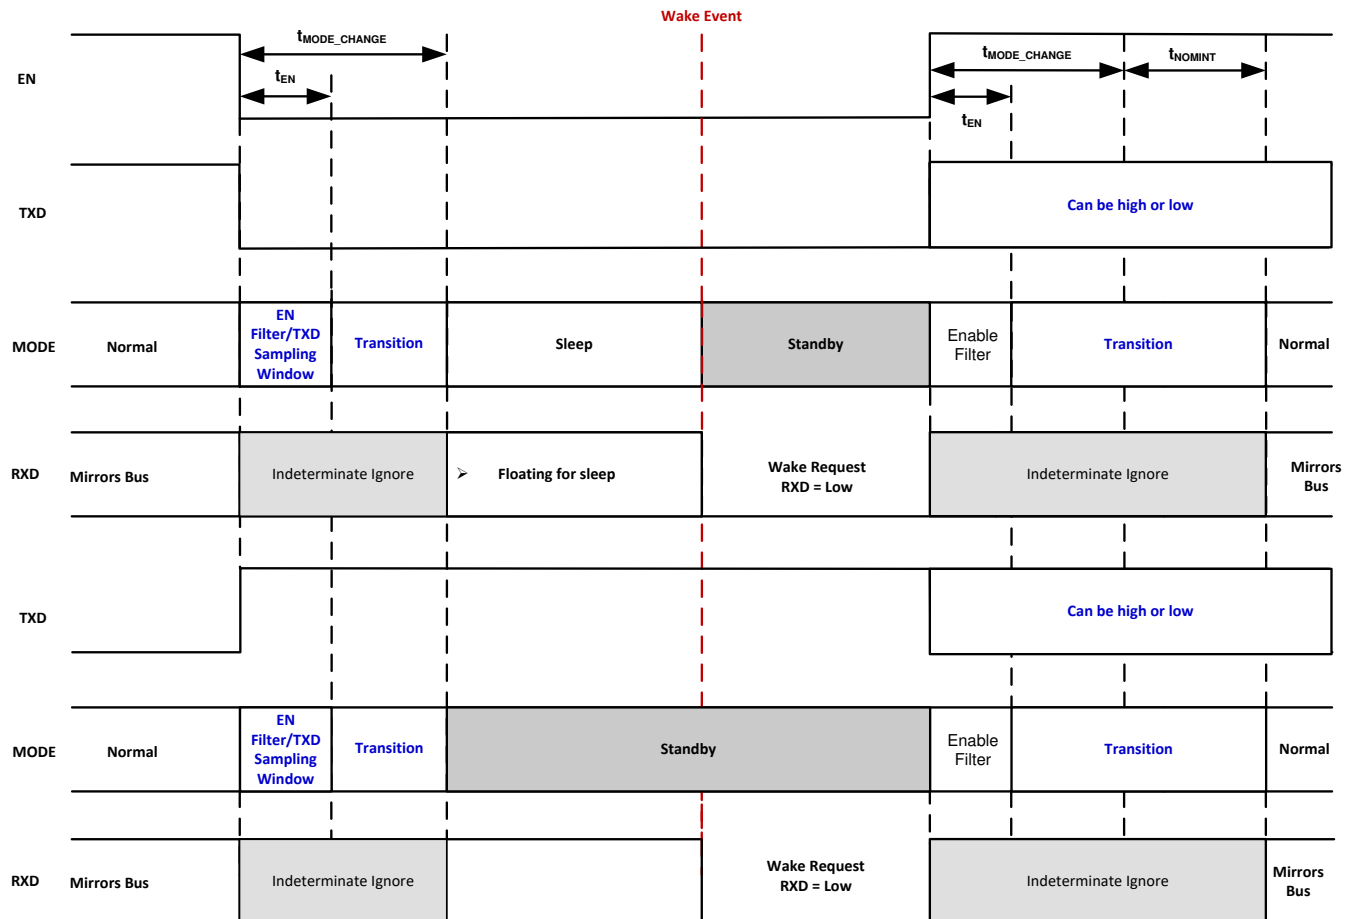 Wake Event
EN
tMODE_CHANGE
tEN
tMODE_CHANGE
tNOMINT
tEN
TXD
Can be high or low
MODE
Normal
EN
Filter/TXD
Sampling
Window
Transition
Sleep
Standby
Enable
Filter
Transition
Normal
RXD
Mirrors Bus
Indeterminate Ignore
➢ Floating for sleep
Wake Request
RXD = Low
Indeterminate Ignore
Mirrors
Bus
TXD
Can be high or low
MODE
Normal
EN
Filter/TXD
Sampling
Window
Transition
Standby
Enable
Filter
Transition
Normal
RXD
Mirrors Bus
Indeterminate Ignore
Wake Request
RXD = Low
Indeterminate Ignore
Mirrors
Bus